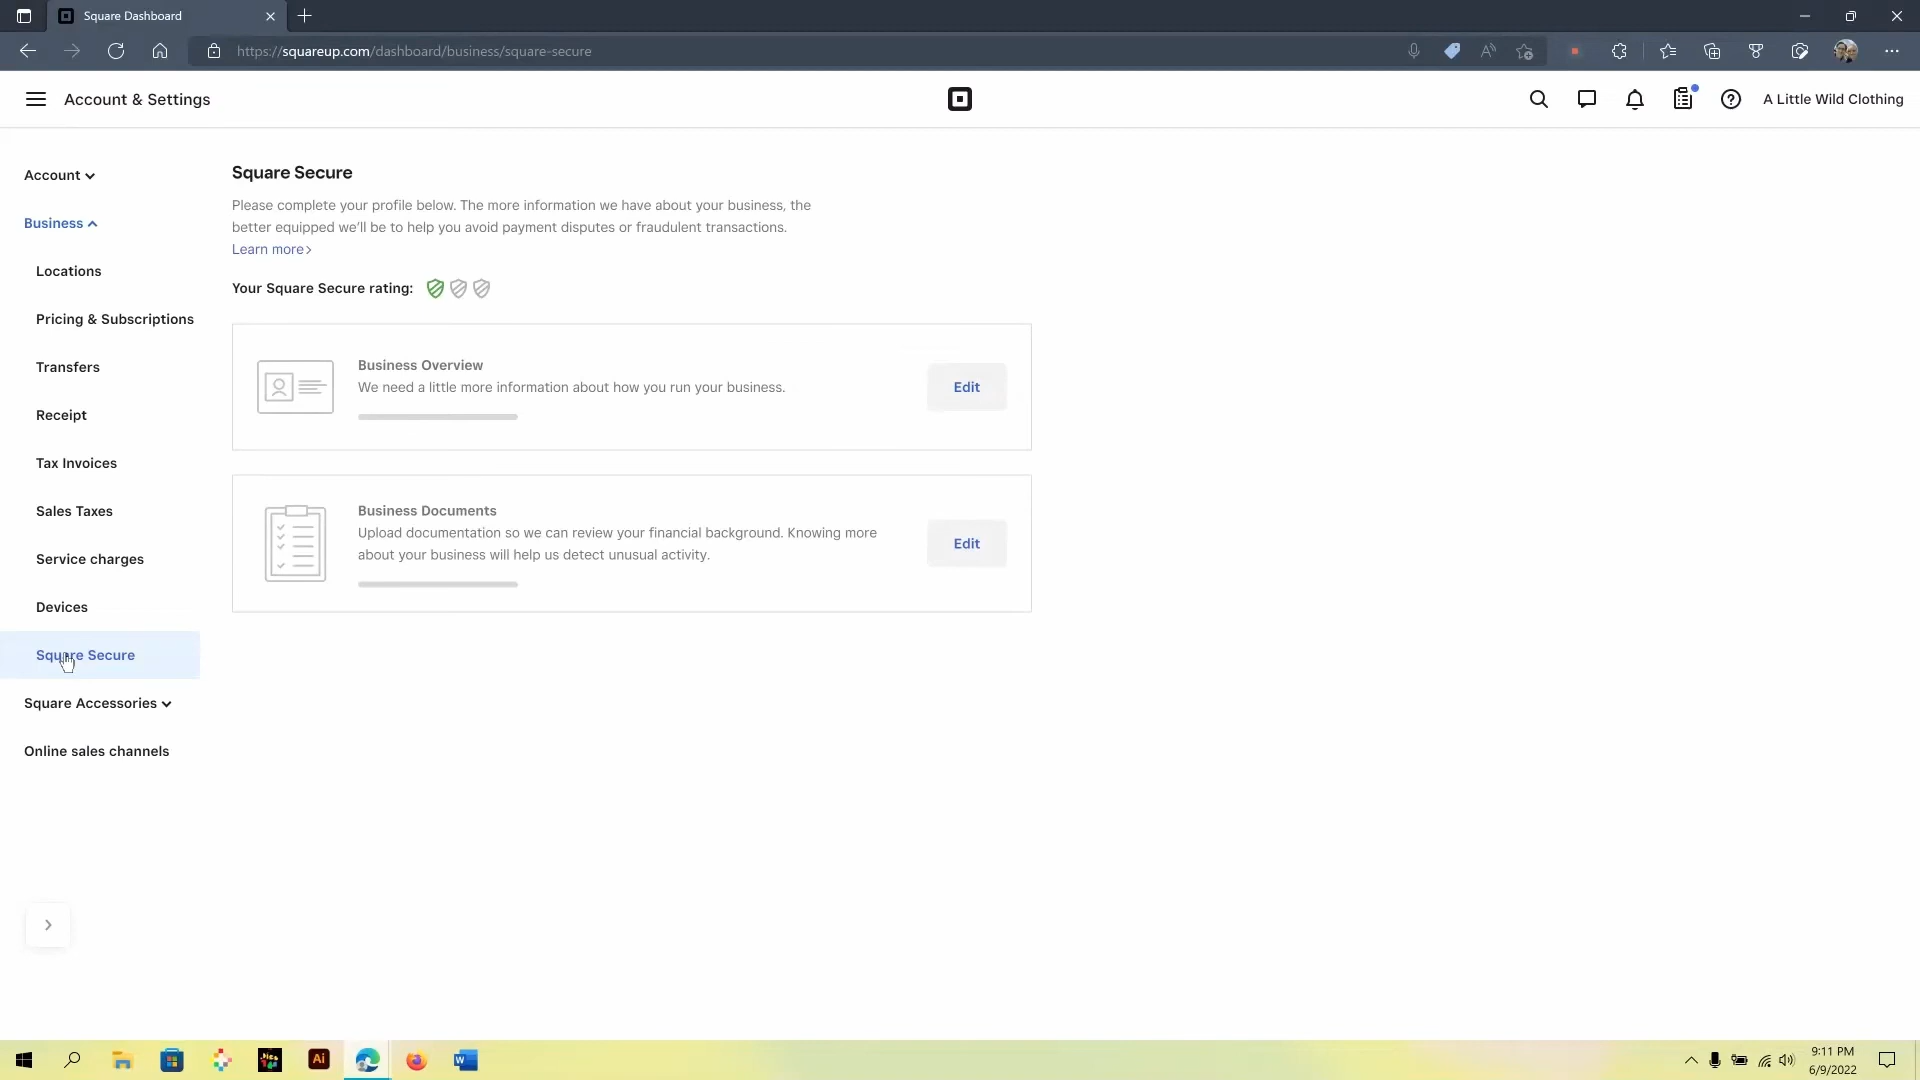 Square Dashboard
https://squareup.com/dashboard/business/square-secure
Account & Settings
A Little Wild Clothing
Account
Business
Locations
Pricing & Subscriptions
Transfers
Receipt
Tax Invoices
Sales Taxes
Service charges
Devices
Square Secure
Square Accessories
Online sales channels
Square Secure
Please complete your profile below. The more information we have about your business, the
better equipped we'll be to help you avoid payment disputes or fraudulent transactions.
Learn more>
Your Square Secure rating:
Business Overview
We need a little more information about how you run your business.
Edit
Business Documents
Upload documentation so we can review your financial background. Knowing more
about your business will help us detect unusual activity.
Edit
Ai
W
9:11 PM
6/9/2022